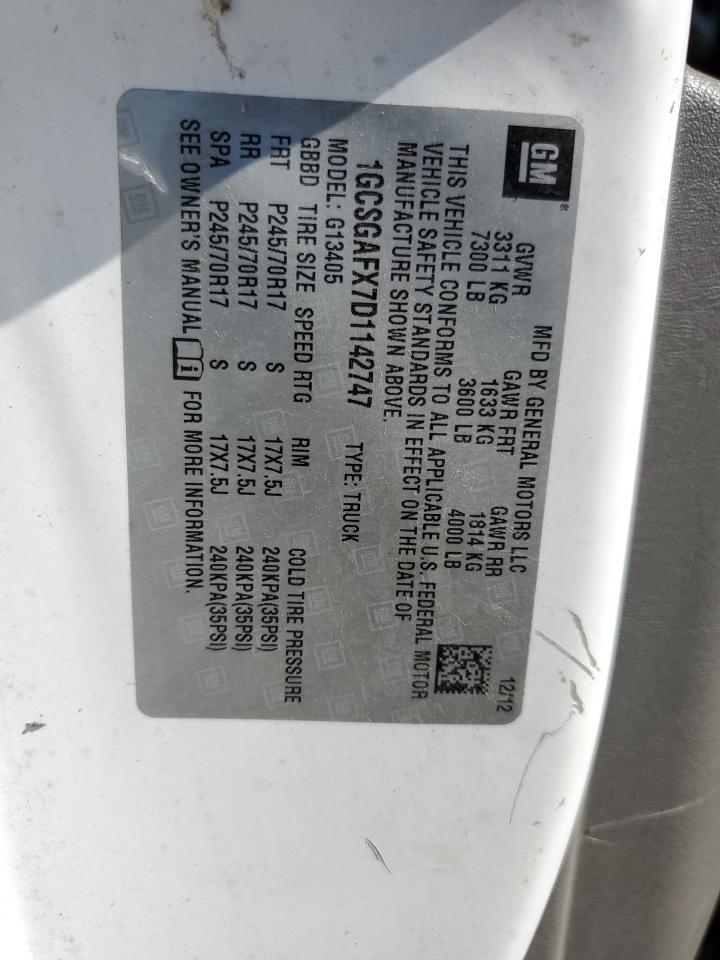 GM®
MFD BY GENERAL MOTORS LLC 12/12
GVWR GAWR FRT GAWR RR
3311 KG 1633 KG 1814 KG
7300 LB 3600 LB 4000 LB
THIS VEHICLE CONFORMS TO ALL APPLICABLE U.S. FEDERAL MOTOR
VEHICLE SAFETY STANDARDS IN EFFECT ON THE DATE OF
MANUFACTURE SHOWN ABOVE.
1GCSGAFX7D1142747 TYPE: TRUCK
MODEL: G13405
GBBD TIRE SIZE SPEED RTG RIM COLD TIRE PRESSURE
FRT P245/70R17 S 17X7.5J 240KPA(35PSI)
RR P245/70R17 S 17X7.5J 240KPA(35PSI)
SPA P245/70R17 S 17X7.5J 240KPA(35PSI)
SEE OWNER'S MANUAL FOR MORE INFORMATION.